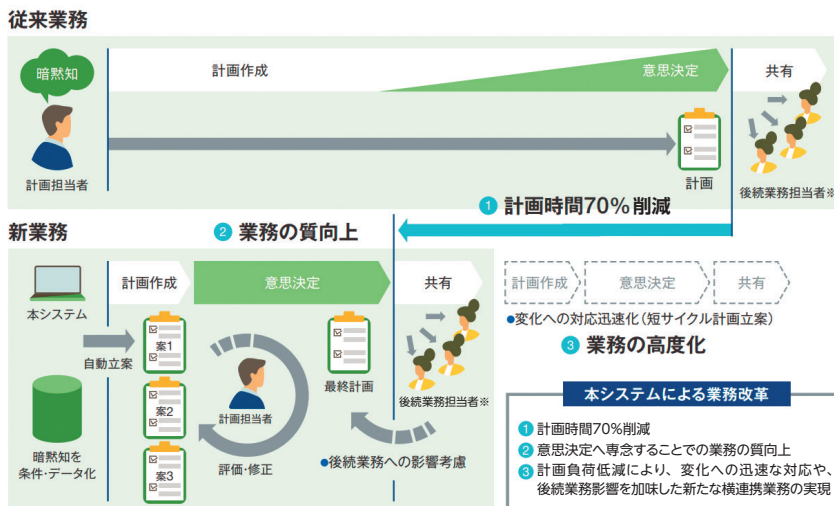 従来業務
暗黙知
計画担当者
計画作成
意思決定
共有
計画
後続業務担当者※
❶ 計画時間70%削減
新業務
❷ 業務の質向上
本システム
計画作成
意思決定
共有
自動立案
案1
案2
案3
計画担当者
評価・修正
最終計画
後続業務担当者※
●後続業務への影響考慮
暗黙知を
条件・データ化
計画作成
意思決定
共有
●変化への対応迅速化(短サイクル計画立案)
❸ 業務の高度化
本システムによる業務改革
❶ 計画時間70%削減
❷ 意思決定へ専念することでの業務の質向上
❸ 計画負荷低減により、変化への迅速な対応や、
後続業務影響を加味した新たな横連携業務の実現